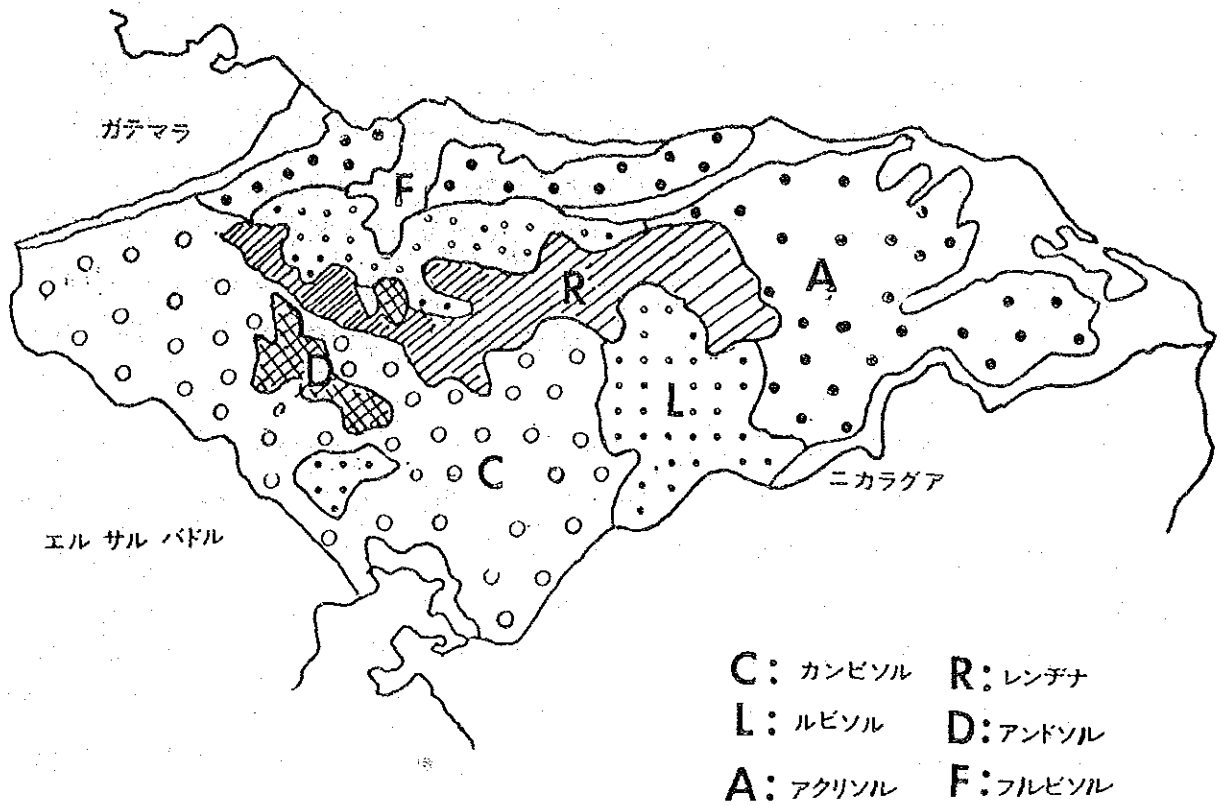 ガテマラ
F
A
R
D
L
C
ニカラグア
エル サル バドル
C: カンビソル R: レンヂナ
L: ルビソル D: アンドソル
A: アクリソル F: フルビソル